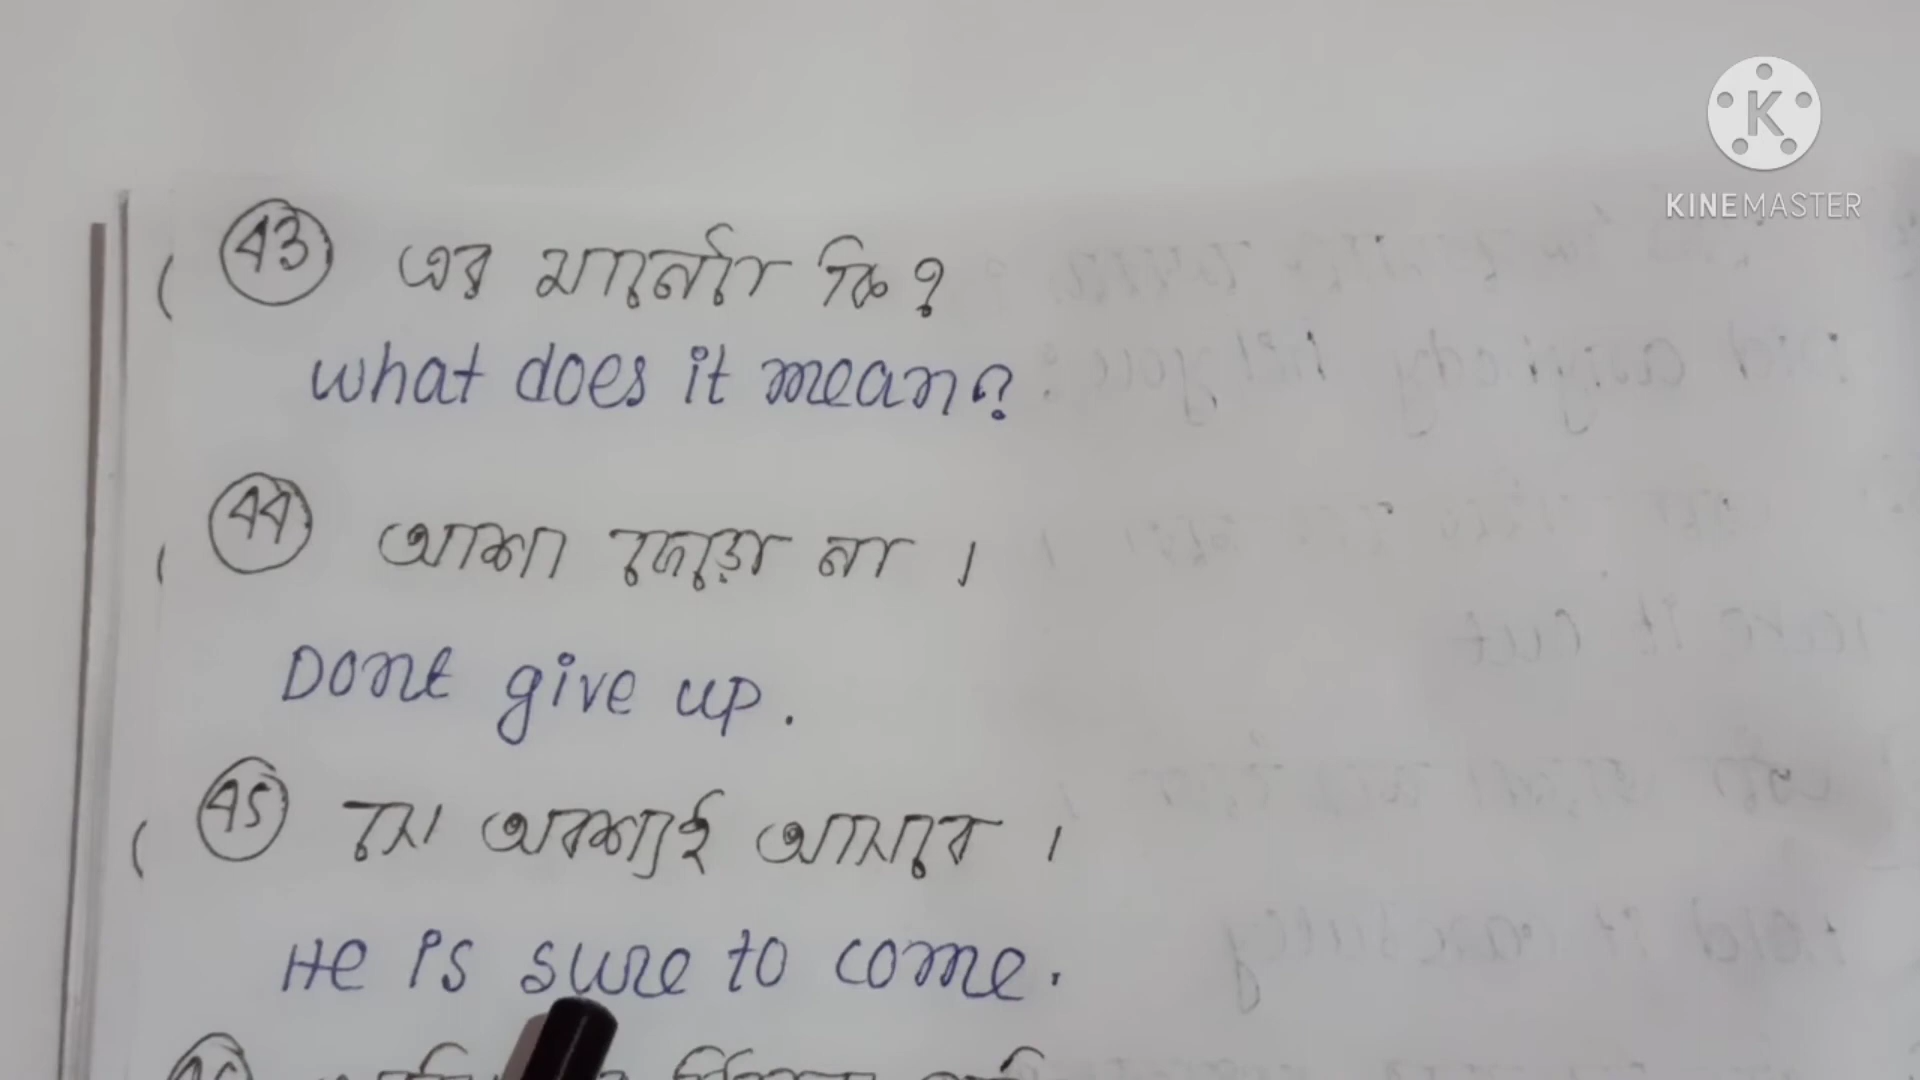 43 এর মানেটা কি?
What does it mean?
44 আশা ছেড়ো না ।
Dont give up.
45 সে অবশ্যই আসবে ।
He is sure to come.
KINEMASTER